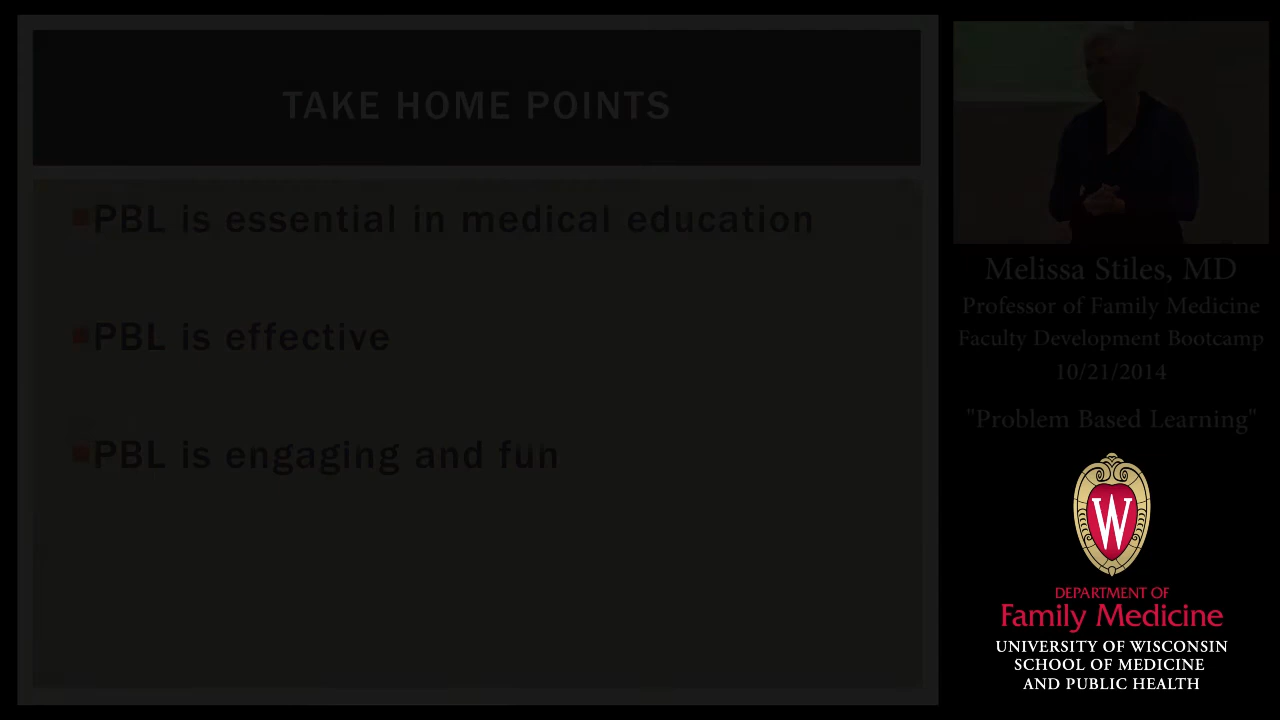 TAKE HOME POINTS
PBL is essential in medical education
PBL is effective
PBL is engaging and fun
Melissa Stiles, MD
Professor of Family Medicine
Faculty Development Bootcamp
10/21/2014
"Problem Based Learning"
W
DEPARTMENT OF
Family Medicine
UNIVERSITY OF WISCONSIN
SCHOOL OF MEDICINE
AND PUBLIC HEALTH